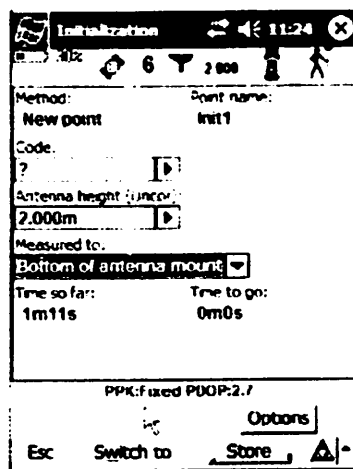 Initialization 11:24
6 2.000
Method: Point name:
New point Init1
Code:
?
Antenna height (uncor):
2.000m
Measured to:
Bottom of antenna mount
Time so far: Time to go:
1m11s 0m0s
PPK:Fixed PDOP:2.7
Options
Esc Switch to Store